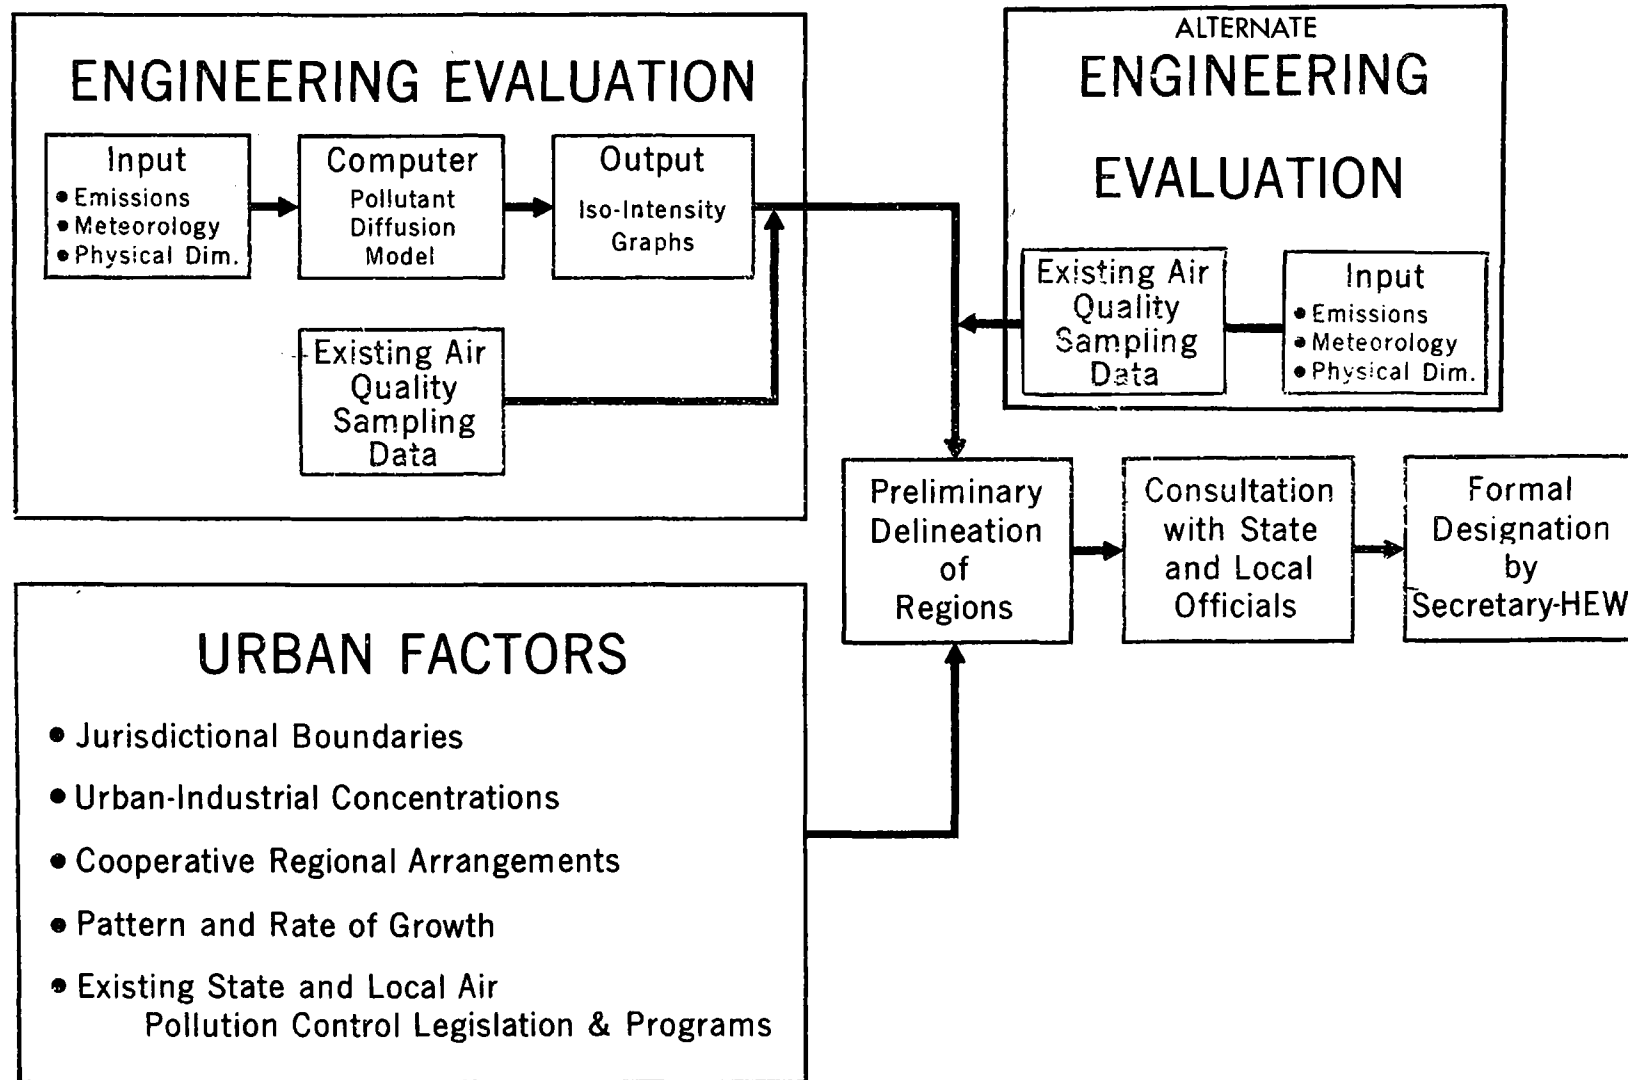 ENGINEERING EVALUATION
Input
• Emissions
• Meteorology
• Physical Dim.
Computer
Pollutant
Diffusion
Model
Output
Iso-Intensity
Graphs
Existing Air
Quality
Sampling
Data
ALTERNATE
ENGINEERING
EVALUATION
Existing Air
Quality
Sampling
Data
Input
• Emissions
• Meteorology
• Physical Dim.
Preliminary
Delineation
of
Regions
Consultation
with State
and Local
Officials
Formal
Designation
by
Secretary-HEW
URBAN FACTORS
• Jurisdictional Boundaries
• Urban-Industrial Concentrations
• Cooperative Regional Arrangements
• Pattern and Rate of Growth
• Existing State and Local Air
Pollution Control Legislation & Programs